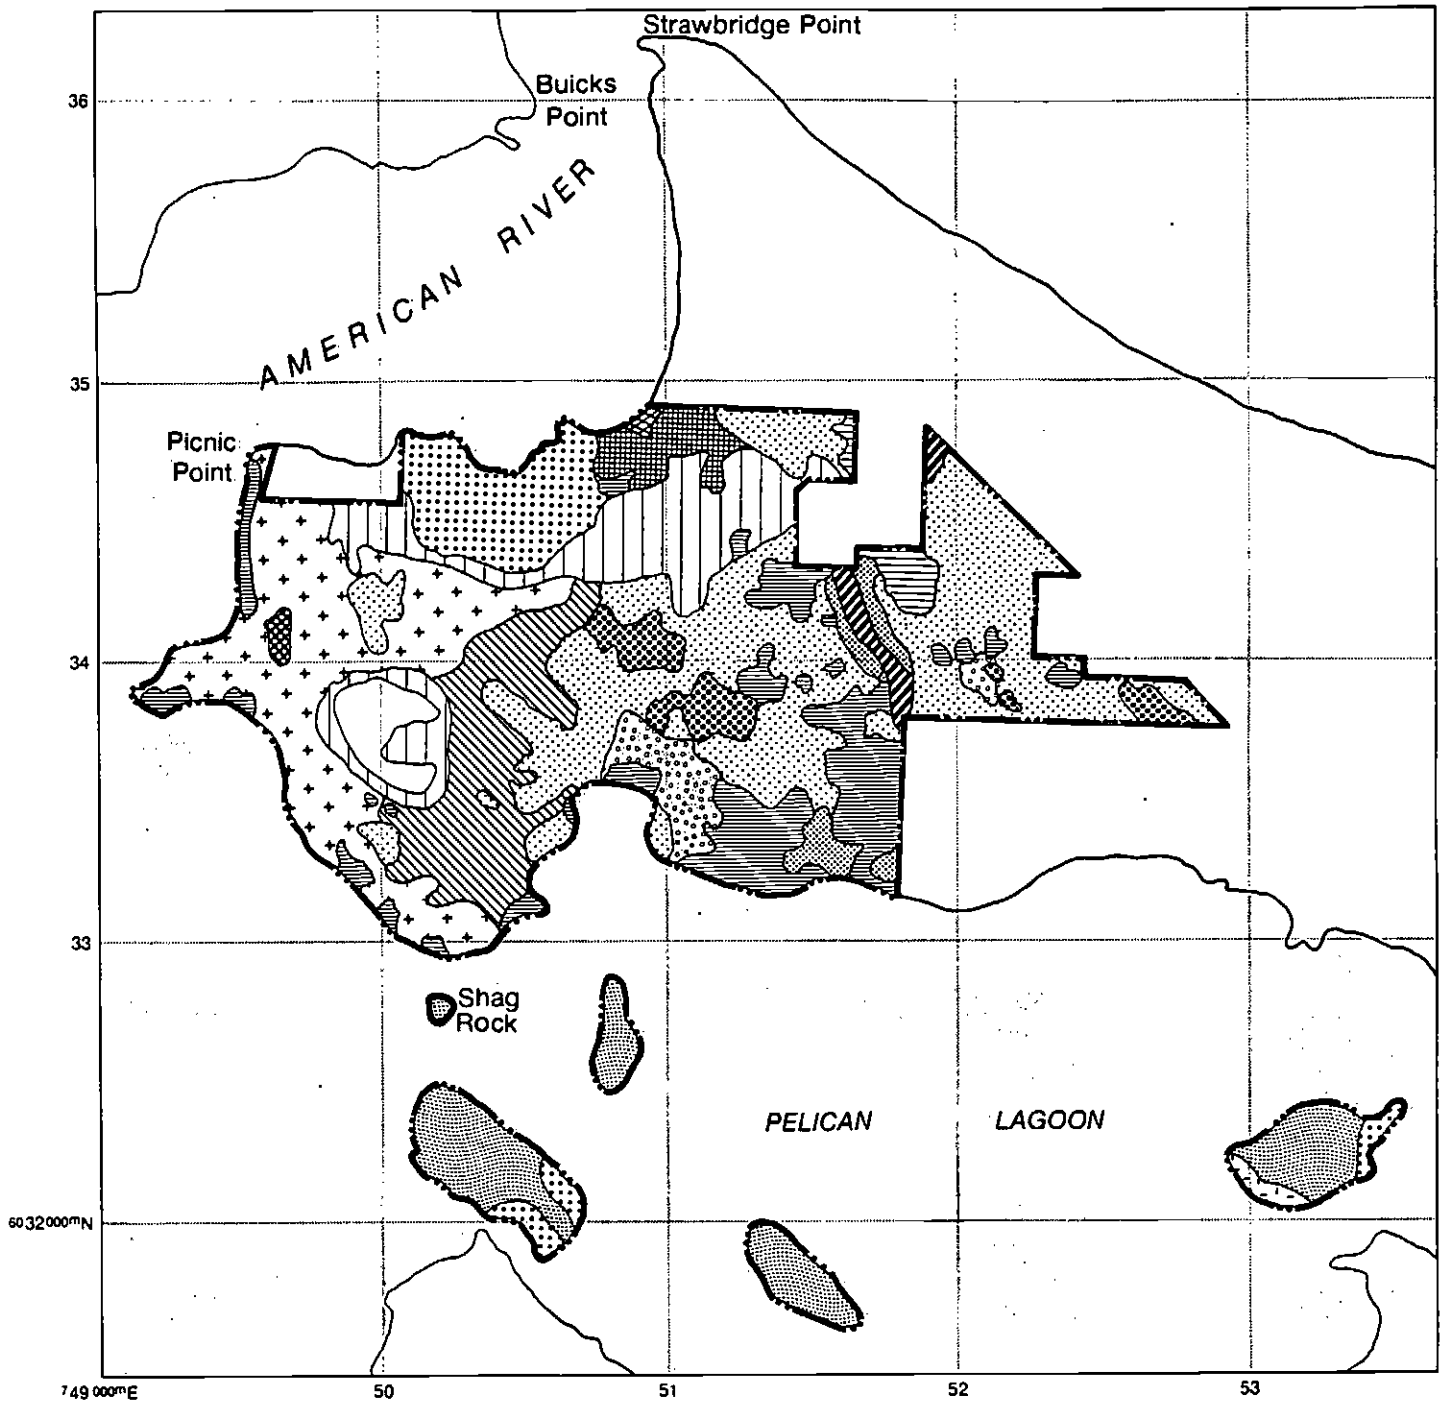 Strawbridge Point
36
Buicks
Point
AMERICAN RIVER
35
Picnic
Point
34
33
Shag
Rock
PELICAN LAGOON
6032000mN
749000mE
50
51
52
53